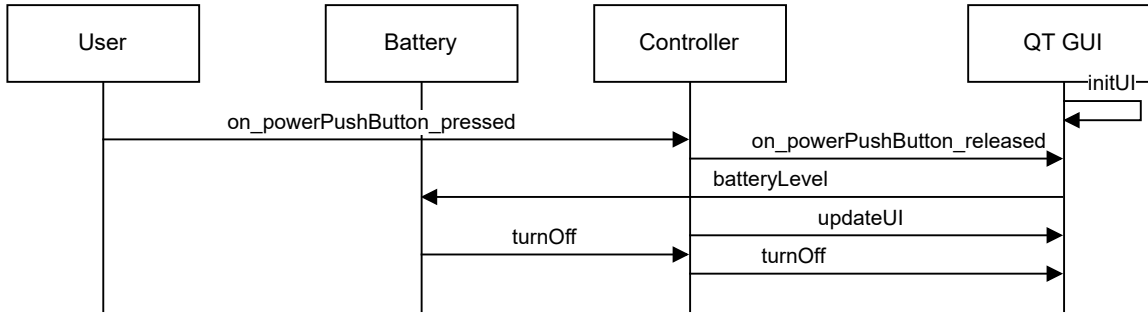 User
Battery
Controller
QT GUI
initUI
on_powerPushButton_pressed
on_powerPushButton_released
batteryLevel
updateUI
turnOff
turnOff